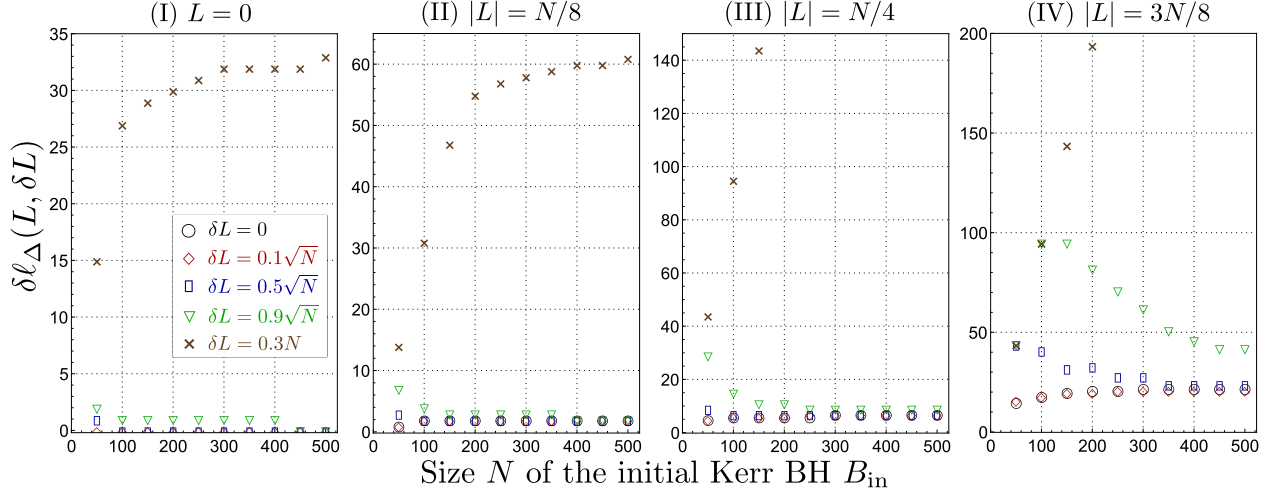 (I) L = 0
(II) |L| = N/8
(III) |L| = N/4
(IV) |L| = 3N/8
δℓ_Δ(L, δL)
35
30
25
20
15
10
5
0
0 100 200 300 400 500
δL = 0
δL = 0.1√N
δL = 0.5√N
δL = 0.9√N
δL = 0.3N
60
50
40
30
20
10
0
0 100 200 300 400 500
140
120
100
80
60
40
20
0
0 100 200 300 400 500
200
150
100
50
0
0 100 200 300 400 500
Size N of the initial Kerr BH B_in